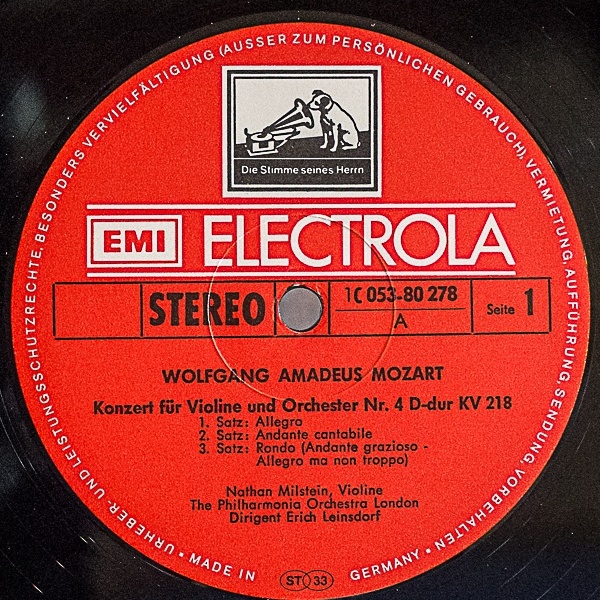 URHEBER- UND LEISTUNGSSCHUTZRECHTE, BESONDERS VERVIELFÄLTIGUNG (AUSSER ZUM PERSÖNLICHEN GEBRAUCH), VERMIETUNG, AUFFÜHRUNG, SENDUNG VORBEHALTEN
Die Stimme seines Herrn
EMI ELECTROLA
STEREO
1C 053-80 278
A
Seite 1
WOLFGANG AMADEUS MOZART
Konzert für Violine und Orchester Nr. 4 D-dur KV 218
1. Satz: Allegro
2. Satz: Andante cantabile
3. Satz: Rondo (Andante grazioso -
Allegro ma non troppo)
Nathan Milstein, Violine
The Philharmonia Orchestra London
Dirigent Erich Leinsdorf
• MADE IN GERMANY •
ST 33